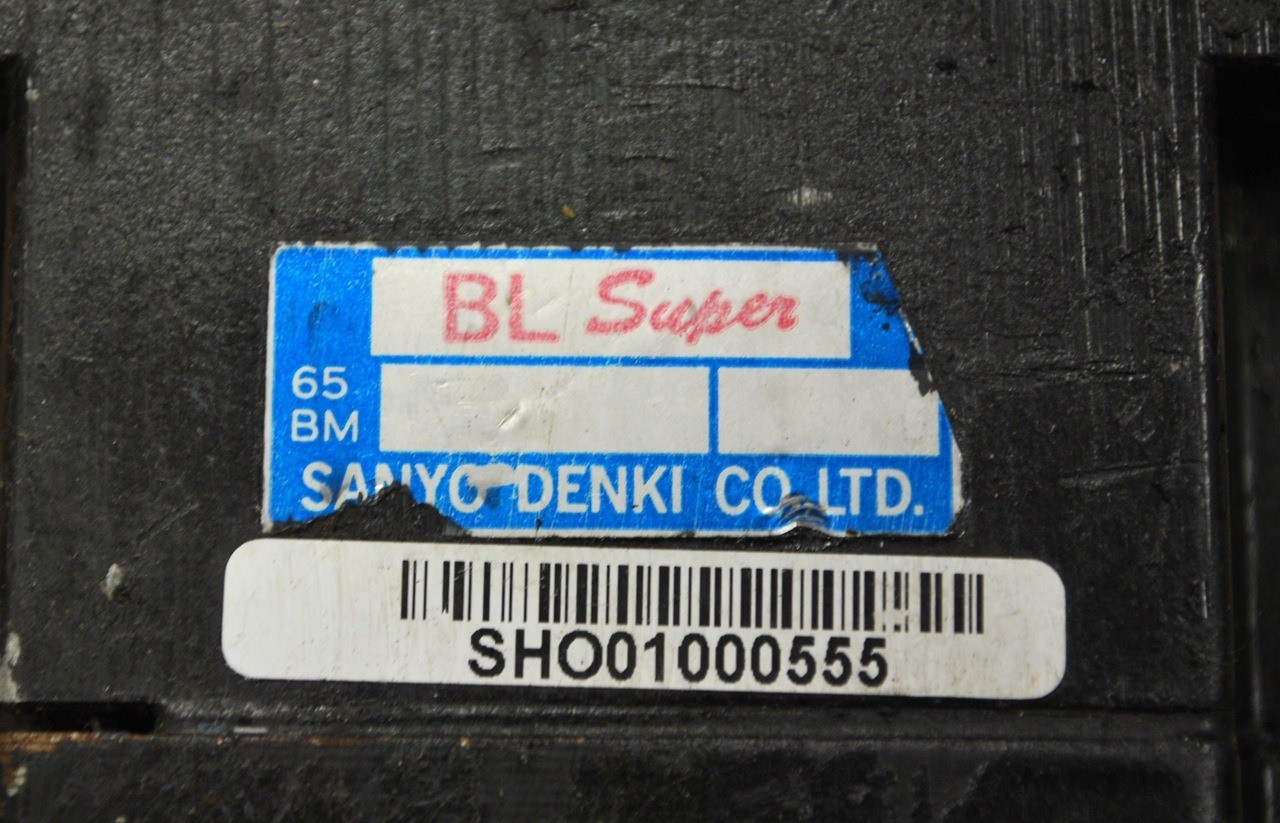 BL Super
65
BM
SANYO DENKI CO.,LTD.
SHO01000555